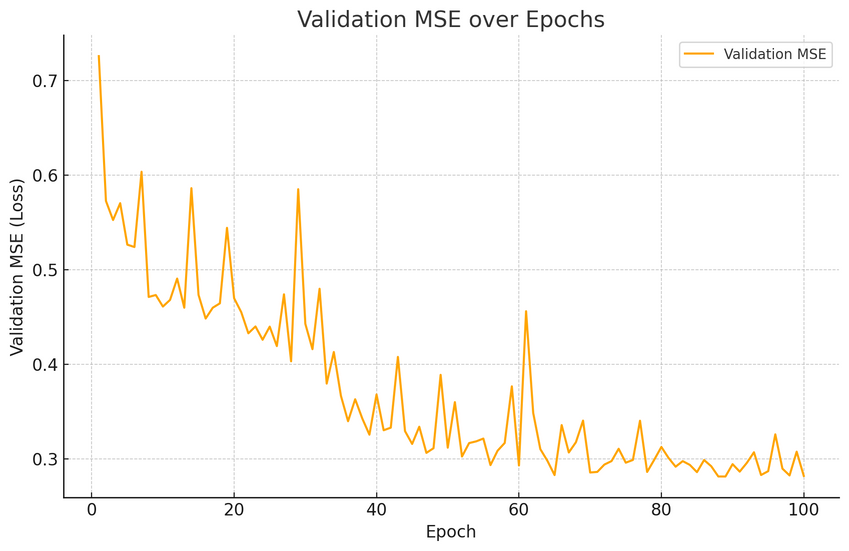 Validation MSE over Epochs
Validation MSE
Validation MSE (Loss)
0.7
0.6
0.5
0.4
0.3
0
20
40
60
80
100
Epoch